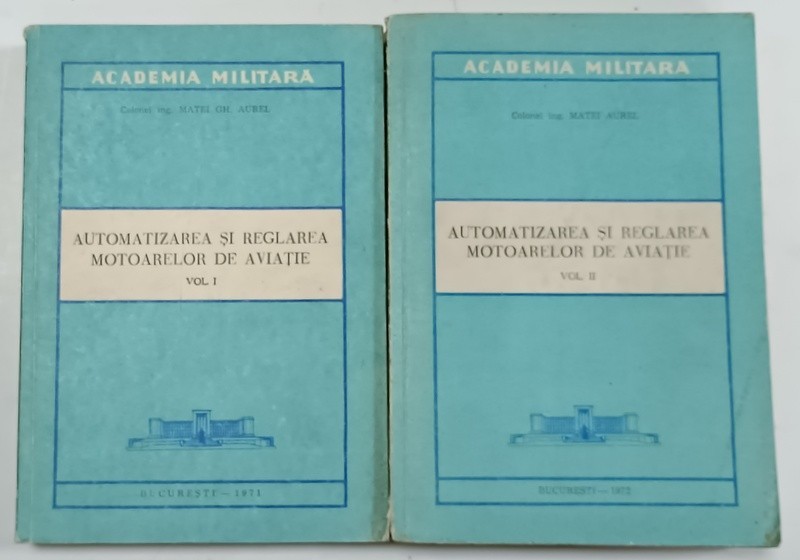 ACADEMIA MILITARĂ
Colonel ing. MATEI GH. AUREL
AUTOMATIZAREA ȘI REGLAREA
MOTOARELOR DE AVIAȚIE
VOL. I
BUCUREȘTI — 1971
ACADEMIA MILITARA
Colonel ing. MATEI AUREL
AUTOMATIZAREA ȘI REGLAREA
MOTOARELOR DE AVIAȚIE
VOL. II
BUCUREȘTI — 1972